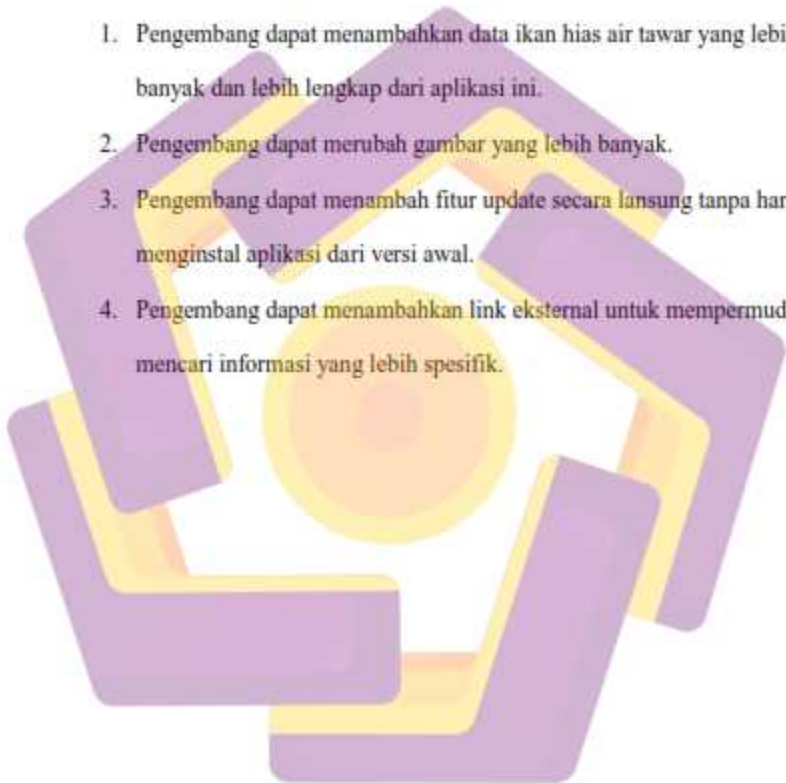 1. Pengembang dapat menambahkan data ikan hias air tawar yang lebi
banyak dan lebih lengkap dari aplikasi ini.
2. Pengembang dapat merubah gambar yang lebih banyak.
3. Pengembang dapat menambah fitur update secara lansung tanpa har
menginstal aplikasi dari versi awal.
4. Pengembang dapat menambahkan link eksternal untuk mempermud
mencari informasi yang lebih spesifik.